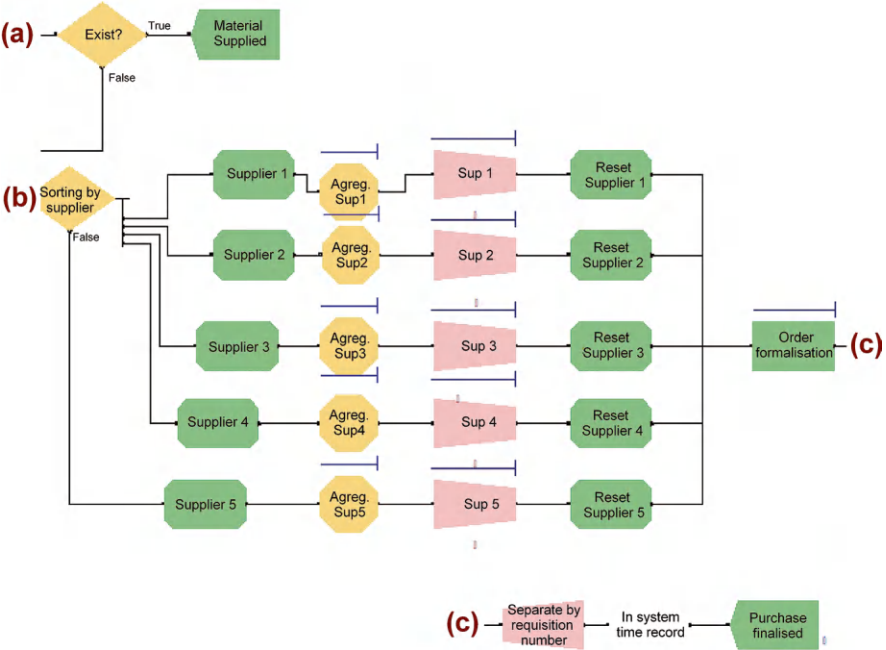 (a)
Exist?
True
Material
Supplied
False
(b)
Sorting by
supplier
False
Supplier 1
Agreg.
Sup1
Sup 1
Reset
Supplier 1
Supplier 2
Agreg.
Sup2
Sup 2
Reset
Supplier 2
Supplier 3
Agreg.
Sup3
Sup 3
Reset
Supplier 3
Order
formalisation
(c)
Supplier 4
Agreg.
Sup4
Sup 4
Reset
Supplier 4
Supplier 5
Agreg.
Sup5
Sup 5
Reset
Supplier 5
(c)
Separate by
requisition
number
In system
time record
Purchase
finalised